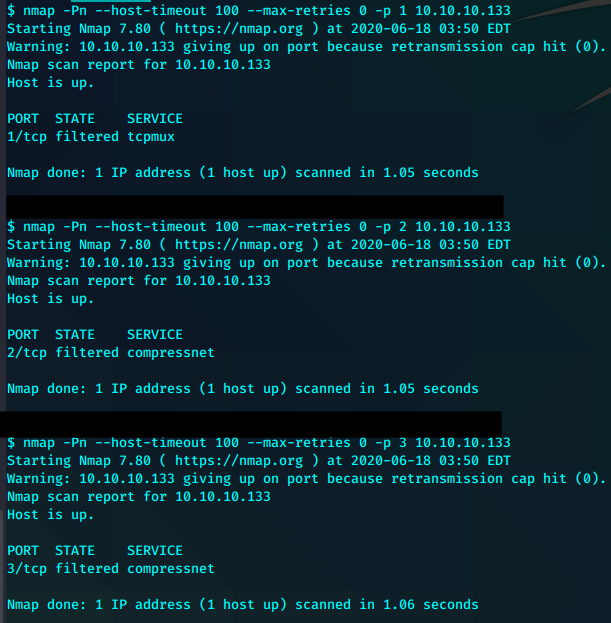 $ nmap -Pn --host-timeout 100 --max-retries 0 -p 1 10.10.10.133
Starting Nmap 7.80 ( https://nmap.org ) at 2020-06-18 03:50 EDT
Warning: 10.10.10.133 giving up on port because retransmission cap hit (0).
Nmap scan report for 10.10.10.133
Host is up.
PORT  STATE    SERVICE
1/tcp filtered tcpmux
Nmap done: 1 IP address (1 host up) scanned in 1.05 seconds
$ nmap -Pn --host-timeout 100 --max-retries 0 -p 2 10.10.10.133
Starting Nmap 7.80 ( https://nmap.org ) at 2020-06-18 03:50 EDT
Warning: 10.10.10.133 giving up on port because retransmission cap hit (0).
Nmap scan report for 10.10.10.133
Host is up.
PORT  STATE    SERVICE
2/tcp filtered compressnet
Nmap done: 1 IP address (1 host up) scanned in 1.05 seconds
$ nmap -Pn --host-timeout 100 --max-retries 0 -p 3 10.10.10.133
Starting Nmap 7.80 ( https://nmap.org ) at 2020-06-18 03:50 EDT
Warning: 10.10.10.133 giving up on port because retransmission cap hit (0).
Nmap scan report for 10.10.10.133
Host is up.
PORT  STATE    SERVICE
3/tcp filtered compressnet
Nmap done: 1 IP address (1 host up) scanned in 1.06 seconds